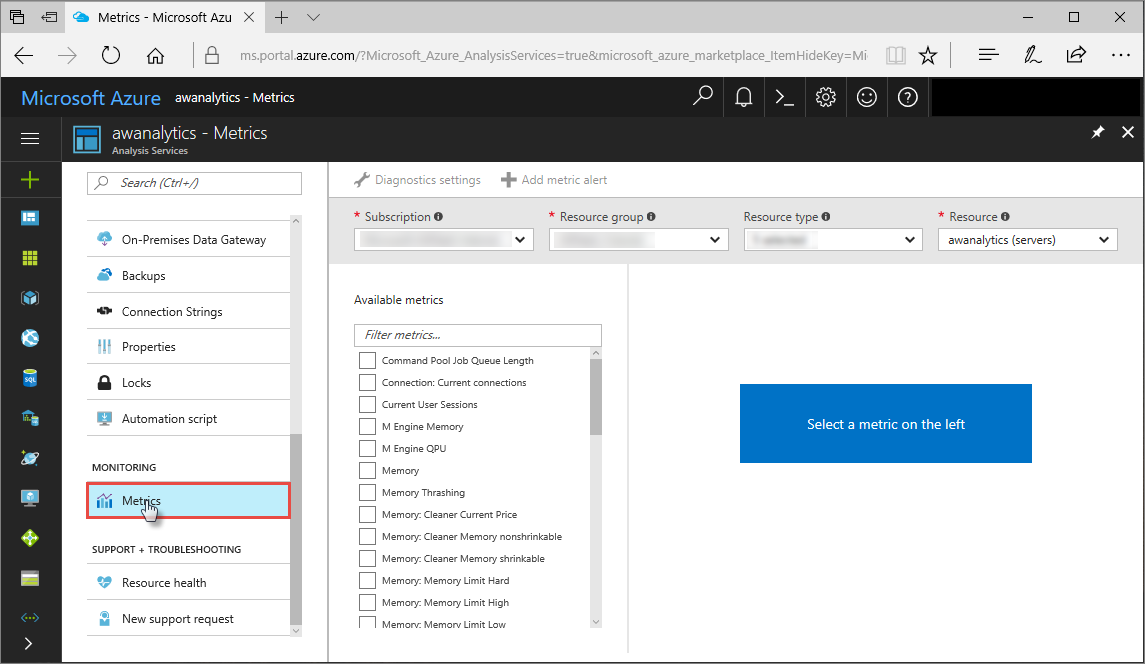 Metrics - Microsoft Azu
ms.portal.azure.com/?Microsoft_Azure_AnalysisServices=true&microsoft_azure_marketplace_ItemHideKey=Mi
Microsoft Azure awanalytics - Metrics
awanalytics - Metrics
Analysis Services
Search (Ctrl+/)
On-Premises Data Gateway
Backups
Connection Strings
Properties
Locks
Automation script
MONITORING
Metrics
SUPPORT + TROUBLESHOOTING
Resource health
New support request
Diagnostics settings Add metric alert
* Subscription * Resource group Resource type * Resource
awanalytics (servers)
Available metrics
Filter metrics...
Command Pool Job Queue Length
Connection: Current connections
Current User Sessions
M Engine Memory
M Engine QPU
Memory
Memory Thrashing
Memory: Cleaner Current Price
Memory: Cleaner Memory nonshrinkable
Memory: Cleaner Memory shrinkable
Memory: Memory Limit Hard
Memory: Memory Limit High
Memory: Memory Limit Low
Select a metric on the left
SQL